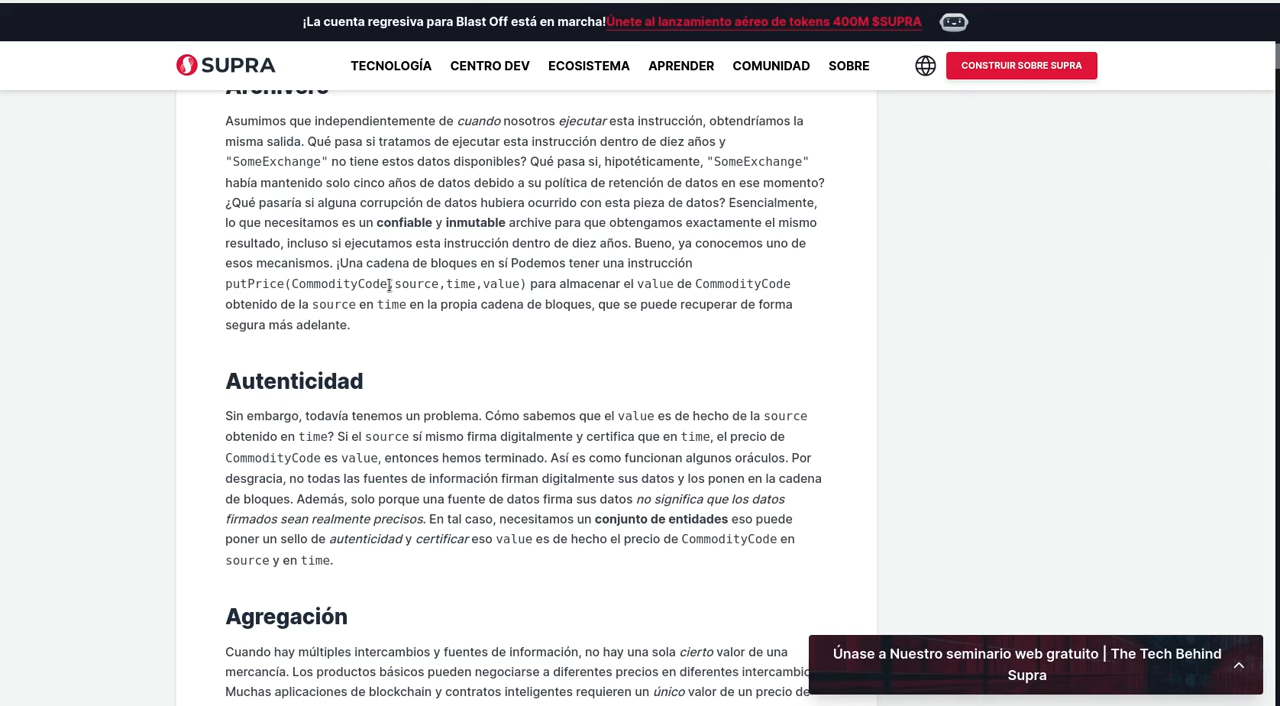 ¡La cuenta regresiva para Blast Off está en marcha!Únete al lanzamiento aéreo de tokens 400M $SUPRA
SUPRA
TECNOLOGÍA CENTRO DEV ECOSISTEMA APRENDER COMUNIDAD SOBRE
CONSTRUIR SOBRE SUPRA
Archivero
Asumimos que independientemente de cuando nosotros ejecutar esta instrucción, obtendríamos la
misma salida. Qué pasa si tratamos de ejecutar esta instrucción dentro de diez años y
"SomeExchange" no tiene estos datos disponibles? Qué pasa si, hipotéticamente, "SomeExchange"
había mantenido solo cinco años de datos debido a su política de retención de datos en ese momento?
¿Qué pasaría si alguna corrupción de datos hubiera ocurrido con esta pieza de datos? Esencialmente,
lo que necesitamos es un confiable y inmutable archive para que obtengamos exactamente el mismo
resultado, incluso si ejecutamos esta instrucción dentro de diez años. Bueno, ya conocemos uno de
esos mecanismos. ¡Una cadena de bloques en sí Podemos tener una instrucción
putPrice(CommodityCode,source,time,value) para almacenar el value de CommodityCode
obtenido de la source en time en la propia cadena de bloques, que se puede recuperar de forma
segura más adelante.
Autenticidad
Sin embargo, todavía tenemos un problema. Cómo sabemos que el value es de hecho de la source
obtenido en time? Si el source sí mismo firma digitalmente y certifica que en time, el precio de
CommodityCode es value, entonces hemos terminado. Así es como funcionan algunos oráculos. Por
desgracia, no todas las fuentes de información firman digitalmente sus datos y los ponen en la cadena
de bloques. Además, solo porque una fuente de datos firma sus datos no significa que los datos
firmados sean realmente precisos. En tal caso, necesitamos un conjunto de entidades eso puede
poner un sello de autenticidad y certificar eso value es de hecho el precio de CommodityCode en
source y en time.
Agregación
Cuando hay múltiples intercambios y fuentes de información, no hay una sola cierto valor de una
mercancía. Los productos básicos pueden negociarse a diferentes precios en diferentes
Muchas aplicaciones de blockchain y contratos inteligentes requieren un único valor de un precio de
Únase a Nuestro seminario web gratuito | The Tech Behind
Supra